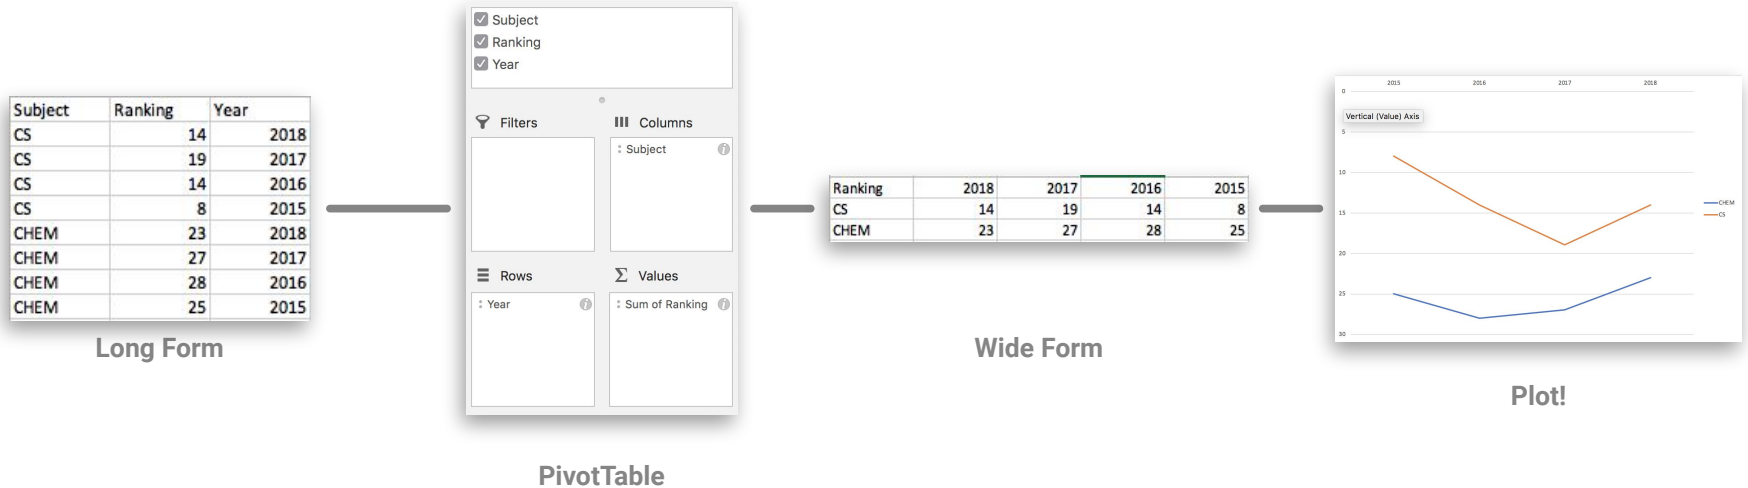 Subject Ranking Year
CS 14 2018
CS 19 2017
CS 14 2016
CS 8 2015
CHEM 23 2018
CHEM 27 2017
CHEM 28 2016
CHEM 25 2015
Long Form
Subject
Ranking
Year
Filters Columns
Subject
Rows Values
Year Sum of Ranking
PivotTable
Ranking 2018 2017 2016 2015
CS 14 19 14 8
CHEM 23 27 28 25
Wide Form
2015 2016 2017 2018
0
Vertical (Value) Axis
5
10
15
20
25
30
CHEM
CS
Plot!